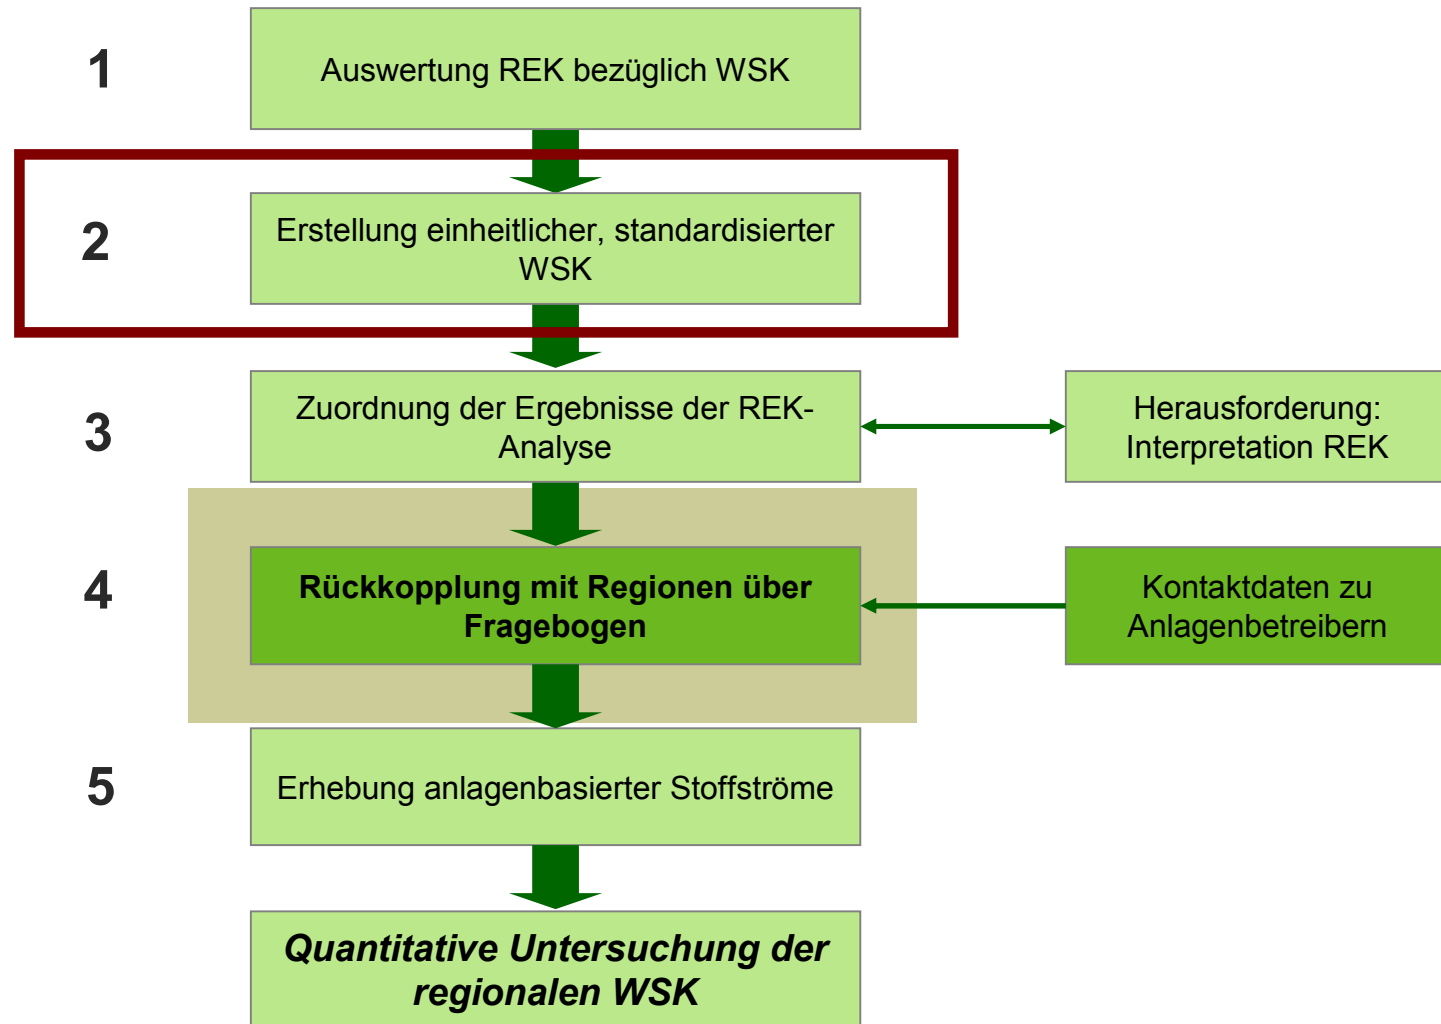 1
Auswertung REK bezüglich WSK
2
Erstellung einheitlicher, standardisierter
WSK
3
Zuordnung der Ergebnisse der REK-
Analyse
Herausforderung:
Interpretation REK
4
Rückkopplung mit Regionen über
Fragebogen
Kontaktdaten zu
Anlagenbetreibern
5
Erhebung anlagenbasierter Stoffströme
Quantitative Untersuchung der
regionalen WSK